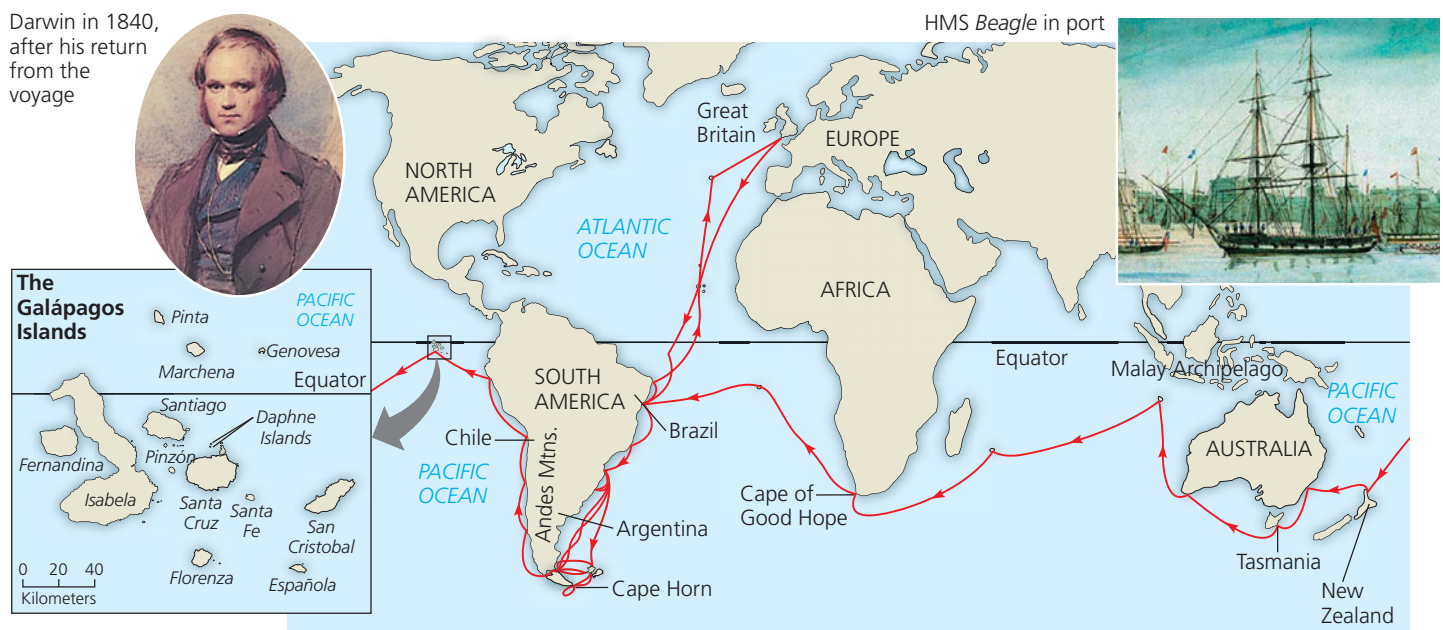 Darwin in 1840,
after his return
from the
voyage
HMS Beagle in port
Great
Britain
EUROPE
NORTH
AMERICA
ATLANTIC
OCEAN
AFRICA
The
Galápagos
Islands
PACIFIC
OCEAN
Pinta
Genovesa
Marchena
Equator
Santiago
Daphne
Islands
Pinzón
Fernandina
Isabela
Santa
Cruz
Santa
Fe
San
Cristobal
Florenza
Española
0 20 40
Kilometers
SOUTH
AMERICA
Chile
Brazil
PACIFIC
OCEAN
Andes Mtns.
Argentina
Cape Horn
Equator
Malay Archipelago
PACIFIC
OCEAN
AUSTRALIA
Cape of
Good Hope
Tasmania
New
Zealand